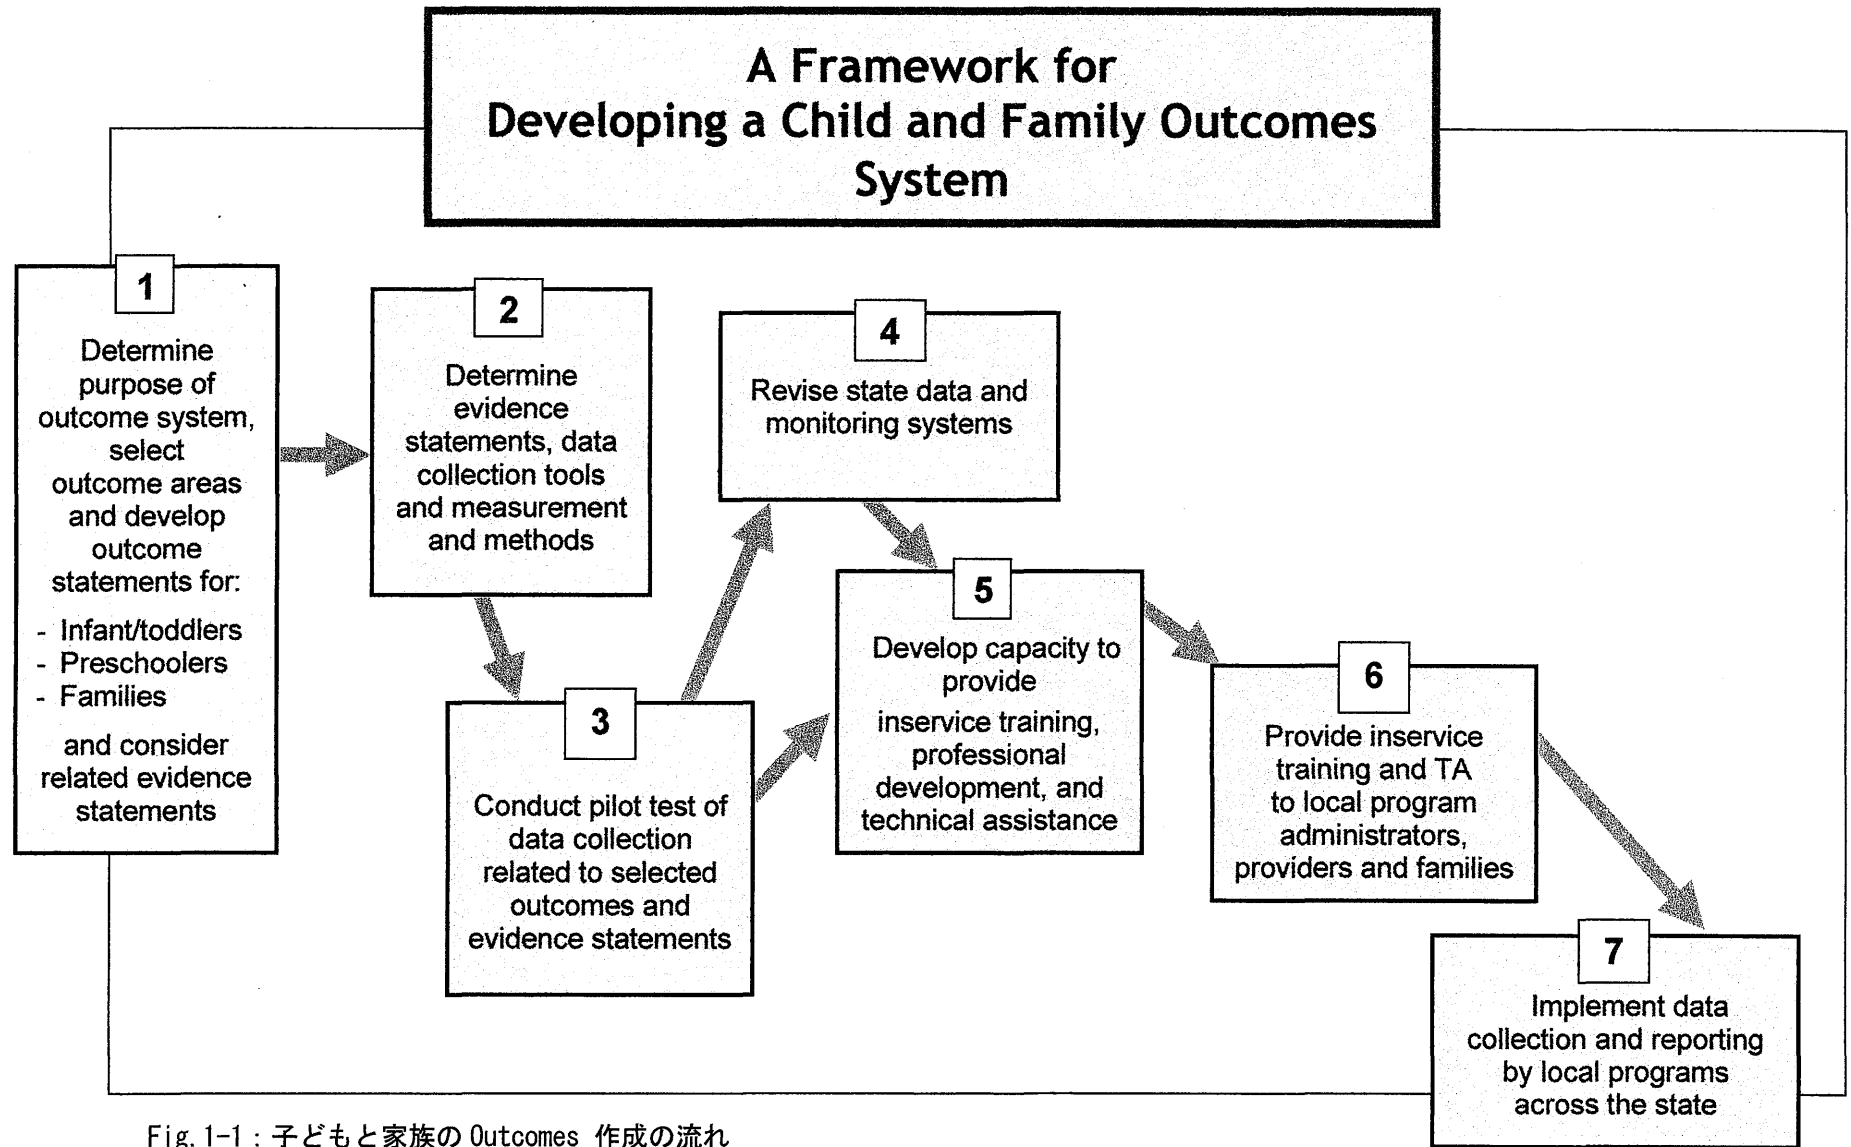 A Framework for
Developing a Child and Family Outcomes
System
1
Determine
purpose of
outcome system,
select
outcome areas
and develop
outcome
statements for:
- Infant/toddlers
- Preschoolers
- Families
and consider
related evidence
statements
2
Determine
evidence
statements, data
collection tools
and measurement
and methods
3
Conduct pilot test of
data collection
related to selected
outcomes and
evidence statements
4
Revise state data and
monitoring systems
5
Develop capacity to
provide
inservice training,
professional
development, and
technical assistance
6
Provide inservice
training and TA
to local program
administrators,
providers and families
7
Implement data
collection and reporting
by local programs
across the state
Fig.1-1：子どもと家族の Outcomes 作成の流れ